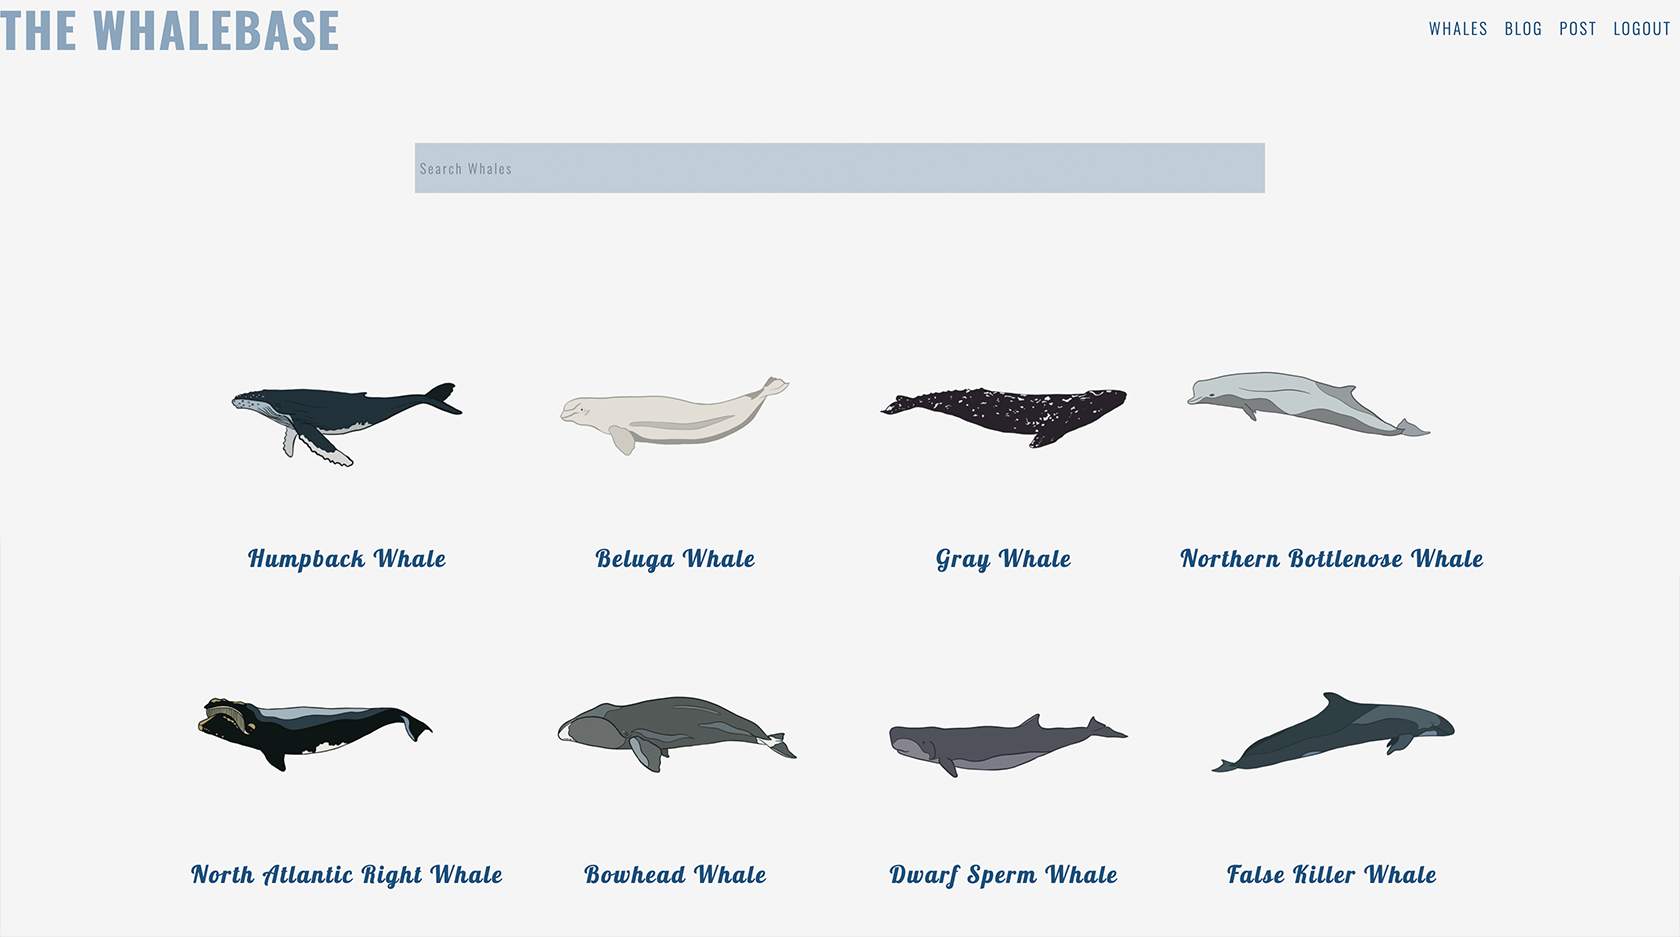 THE WHALEBASE
WHALES BLOG POST LOGOUT
Search Whales
Humpback Whale
Beluga Whale
Gray Whale
Northern Bottlenose Whale
North Atlantic Right Whale
Bowhead Whale
Dwarf Sperm Whale
False Killer Whale